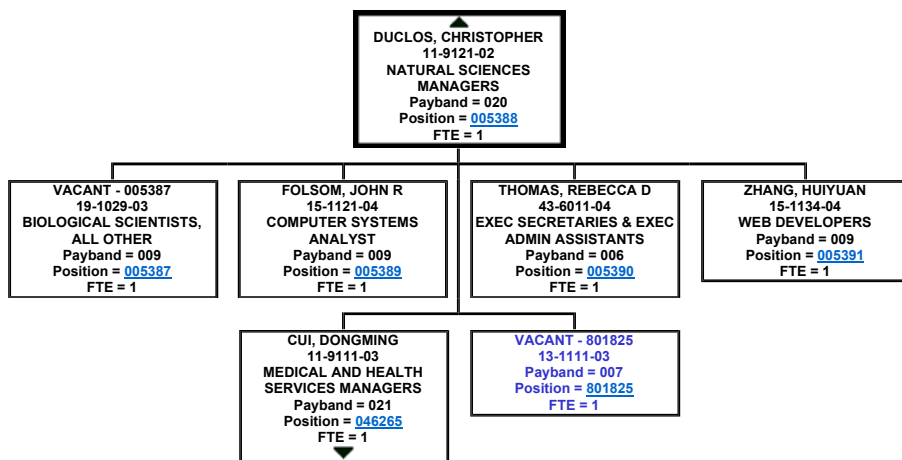 DUCLOS, CHRISTOPHER
11-9121-02
NATURAL SCIENCES
MANAGERS
Payband = 020
Position = 005388
FTE = 1
VACANT - 005387
19-1029-03
BIOLOGICAL SCIENTISTS,
ALL OTHER
Payband = 009
Position = 005387
FTE = 1
FOLSOM, JOHN R
15-1121-04
COMPUTER SYSTEMS
ANALYST
Payband = 009
Position = 005389
FTE = 1
THOMAS, REBECCA D
43-6011-04
EXEC SECRETARIES & EXEC
ADMIN ASSISTANTS
Payband = 006
Position = 005390
FTE = 1
ZHANG, HUIYUAN
15-1134-04
WEB DEVELOPERS
Payband = 009
Position = 005391
FTE = 1
CUI, DONGMING
11-9111-03
MEDICAL AND HEALTH
SERVICES MANAGERS
Payband = 021
Position = 046265
FTE = 1
VACANT - 801825
13-1111-03
Payband = 007
Position = 801825
FTE = 1